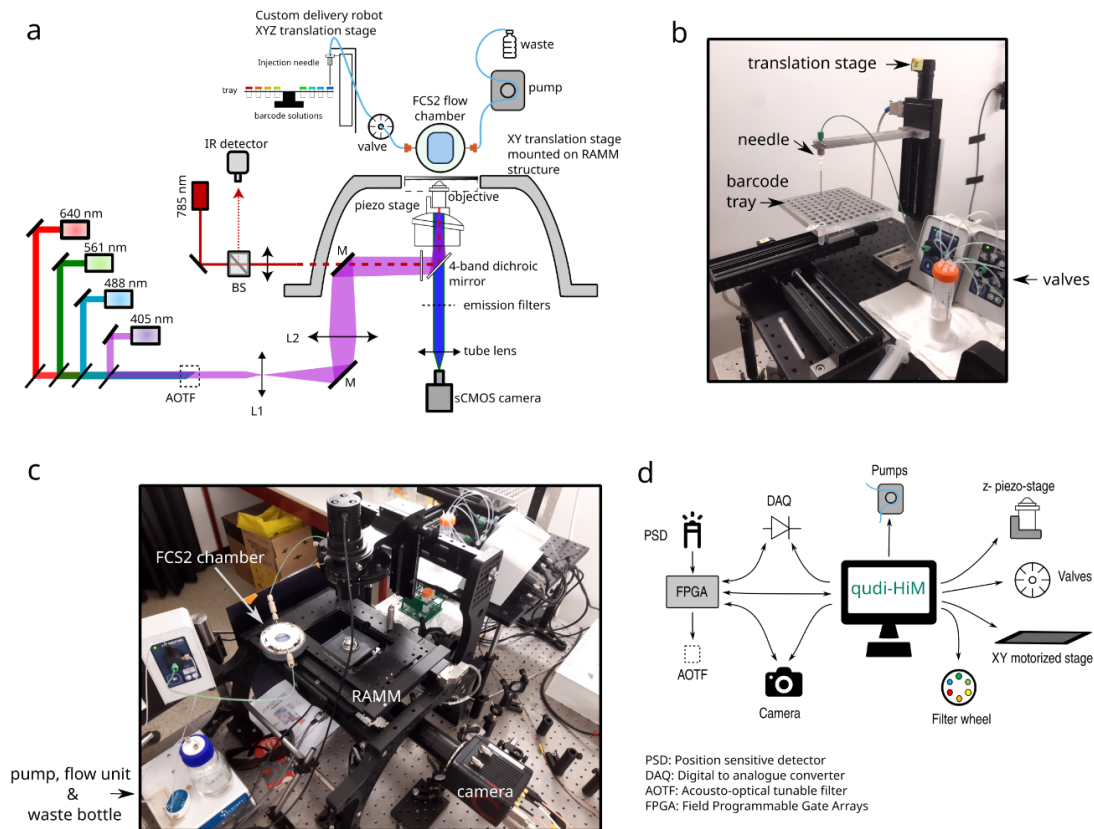 a
Custom delivery robot
XYZ translation stage
Injection needle
tray
barcode solutions
valve
FCS2 flow
chamber
waste
pump
XY translation stage
mounted on RAMM
structure
IR detector
785 nm
piezo stage
objective
640 nm
561 nm
488 nm
405 nm
BS
M
4-band dichroic
mirror
emission filters
L2
tube lens
M
AOTF
L1
sCMOS camera
b
translation stage
needle
barcode
tray
valves
c
FCS2 chamber
RAMM
camera
pump, flow unit
&
waste bottle
d
Pumps
DAQ
z- piezo-stage
PSD
FPGA
qudi-HiM
Valves
AOTF
XY motorized stage
Camera
Filter wheel
PSD: Position sensitive detector
DAQ: Digital to analogue converter
AOTF: Acousto-optical tunable filter
FPGA: Field Programmable Gate Arrays